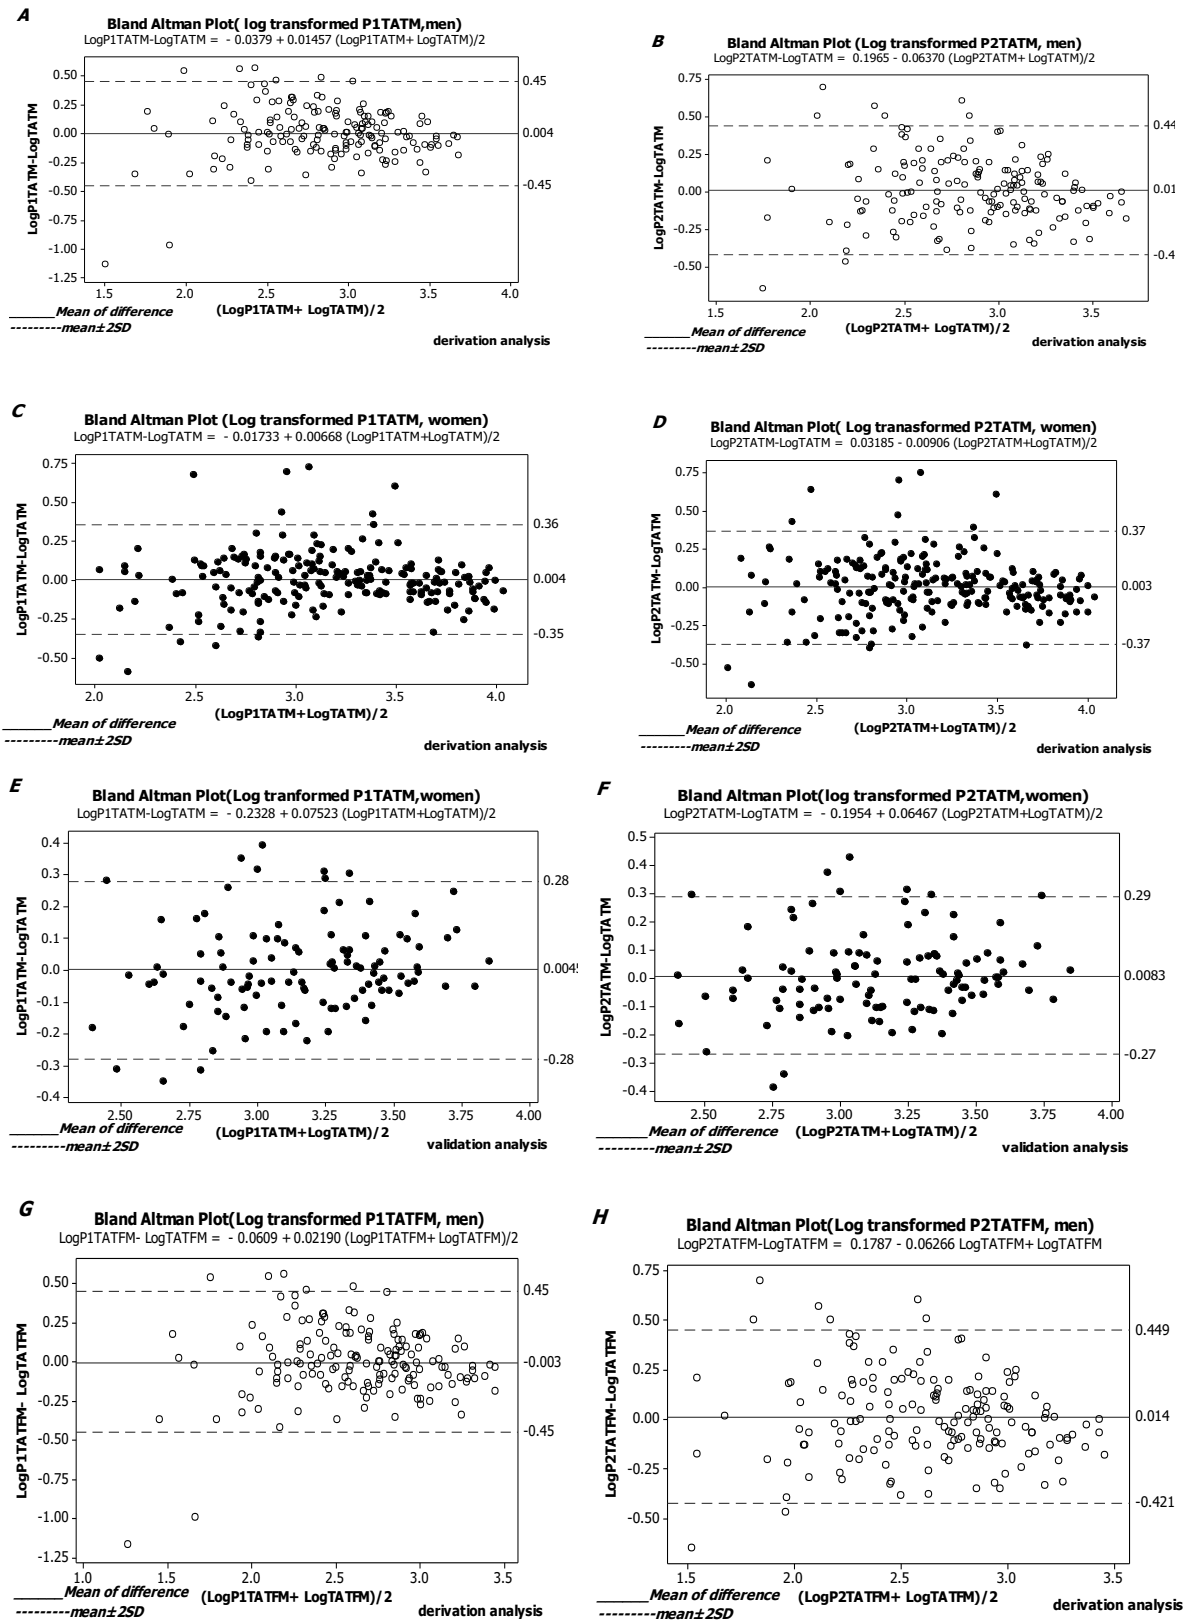 A
Bland Altman Plot( log transformed P1TATM,men)
LogP1TATM-LogTATM = - 0.0379 + 0.01457 (LogP1TATM+ LogTATM)/2
LogP1TATM-LogTATM
0.50
0.25
0.00
-0.25
-0.50
-0.75
-1.00
-1.25
0.45
0.004
-0.45
1.5 2.0 2.5 3.0 3.5 4.0
(LogP1TATM+ LogTATM)/2
Mean of difference
---------mean±2SD
derivation analysis
B
Bland Altman Plot (Log transformed P2TATM, men)
LogP2TATM-LogTATM = 0.1965 - 0.06370 (LogP2TATM+ LogTATM)/2
LogP2TATM-LogTATM
0.75
0.50
0.25
0.00
-0.25
-0.50
0.44
0.01
-0.4
1.5 2.0 2.5 3.0 3.5
(LogP2TATM+ LogTATM)/2
Mean of difference
---------mean±2SD
derivation analysis
C
Bland Altman Plot (Log transformed P1TATM, women)
LogP1TATM-LogTATM = - 0.01733 + 0.00668 (LogP1TATM+LogTATM)/2
LogP1TATM-LogTATM
0.75
0.50
0.25
0.00
-0.25
-0.50
0.36
0.004
-0.35
2.0 2.5 3.0 3.5 4.0
(LogP1TATM+LogTATM)/2
Mean of difference
---------mean±2SD
derivation analysis
D
Bland Altman Plot( Log tranasformed P2TATM, women)
LogP2TATM-LogTATM = 0.03185 - 0.00906 (LogP2TATM+LogTATM)/2
LogP2TATM-LogTATM
0.75
0.50
0.25
0.00
-0.25
-0.50
0.37
0.003
-0.37
2.0 2.5 3.0 3.5 4.0
(LogP2TATM+LogTATM)/2
Mean of difference
---------mean±2SD
derivation analysis
E
Bland Altman Plot(Log tranformed P1TATM,women)
LogP1TATM-LogTATM = - 0.2328 + 0.07523 (LogP1TATM+LogTATM)/2
LogP1TATM-LogTATM
0.4
0.3
0.2
0.1
0.0
-0.1
-0.2
-0.3
-0.4
0.28
0.0045
-0.28
2.50 2.75 3.00 3.25 3.50 3.75 4.00
(LogP1TATM+LogTATM)/2
Mean of difference
---------mean±2SD
validation analysis
F
Bland Altman Plot(log transformed P2TATM,women)
LogP2TATM-LogTATM = - 0.1954 + 0.06467 (LogP2TATM+LogTATM)/2
LogP2TATM-LogTATM
0.5
0.4
0.3
0.2
0.1
0.0
-0.1
-0.2
-0.3
-0.4
0.29
0.0083
-0.27
2.50 2.75 3.00 3.25 3.50 3.75 4.00
(LogP2TATM+LogTATM)/2
Mean of difference
---------mean±2SD
validation analysis
G
Bland Altman Plot(Log transformed P1TATFM, men)
LogP1TATFM- LogTATFM = - 0.0609 + 0.02190 (LogP1TATFM+ LogTATFM)/2
LogP1TATFM- LogTATFM
0.50
0.25
0.00
-0.25
-0.50
-0.75
-1.00
-1.25
0.45
-0.003
-0.45
1.0 1.5 2.0 2.5 3.0 3.5
(LogP1TATFM+ LogTATFM)/2
Mean of difference
---------mean±2SD
derivation analysis
H
Bland Altman Plot(Log transformed P2TATFM, men)
LogP2TATFM-LogTATFM = 0.1787 - 0.06266 LogTATFM+ LogTATFM
LogP2TATFM-LogTATFM
0.75
0.50
0.25
0.00
-0.25
-0.50
0.449
0.014
-0.421
1.5 2.0 2.5 3.0 3.5
(LogP2TATFM+ LogTATFM)/2
Mean of difference
---------mean±2SD
derivation analysis